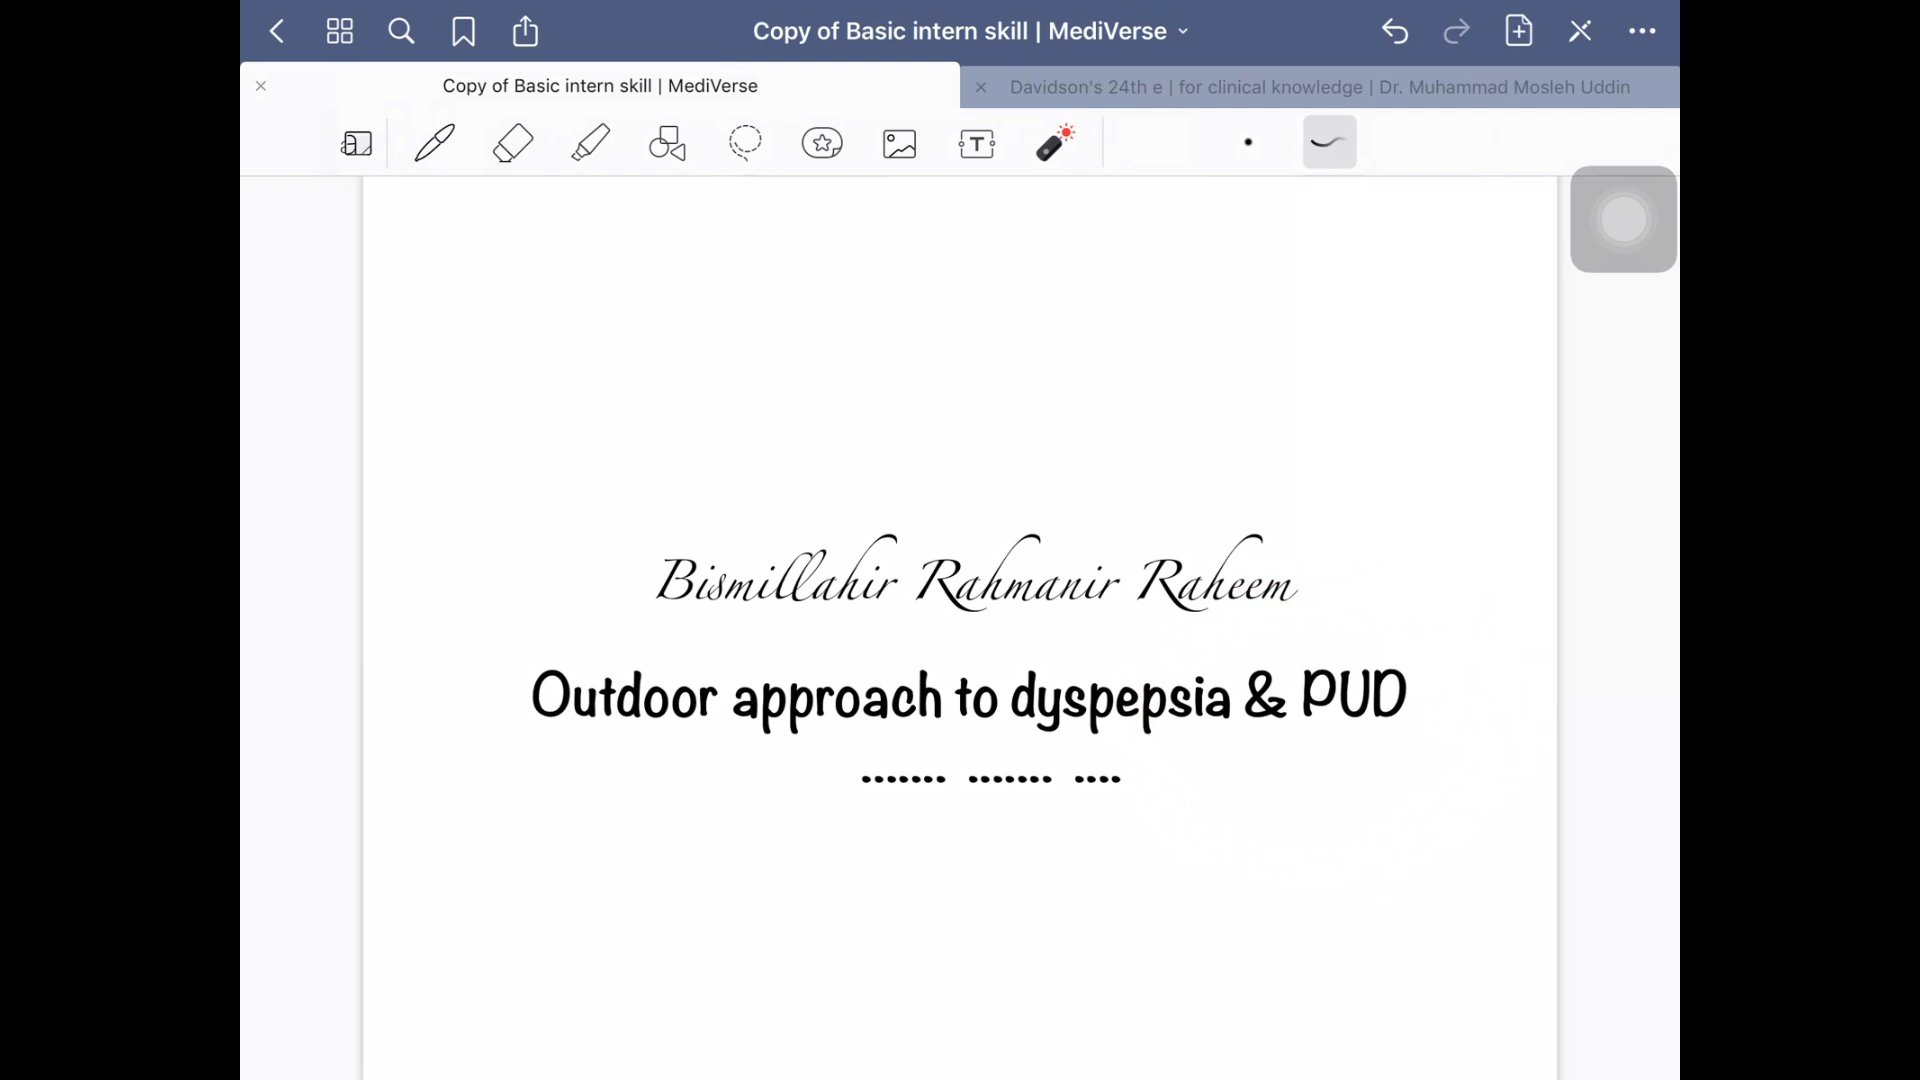 Copy of Basic intern skill | MediVerse
Copy of Basic intern skill | MediVerse
Davidson's 24th e | for clinical knowledge | Dr. Muhammad Mosleh Uddin
Bismillahir Rahmanir Raheem
Outdoor approach to dyspepsia & PUD